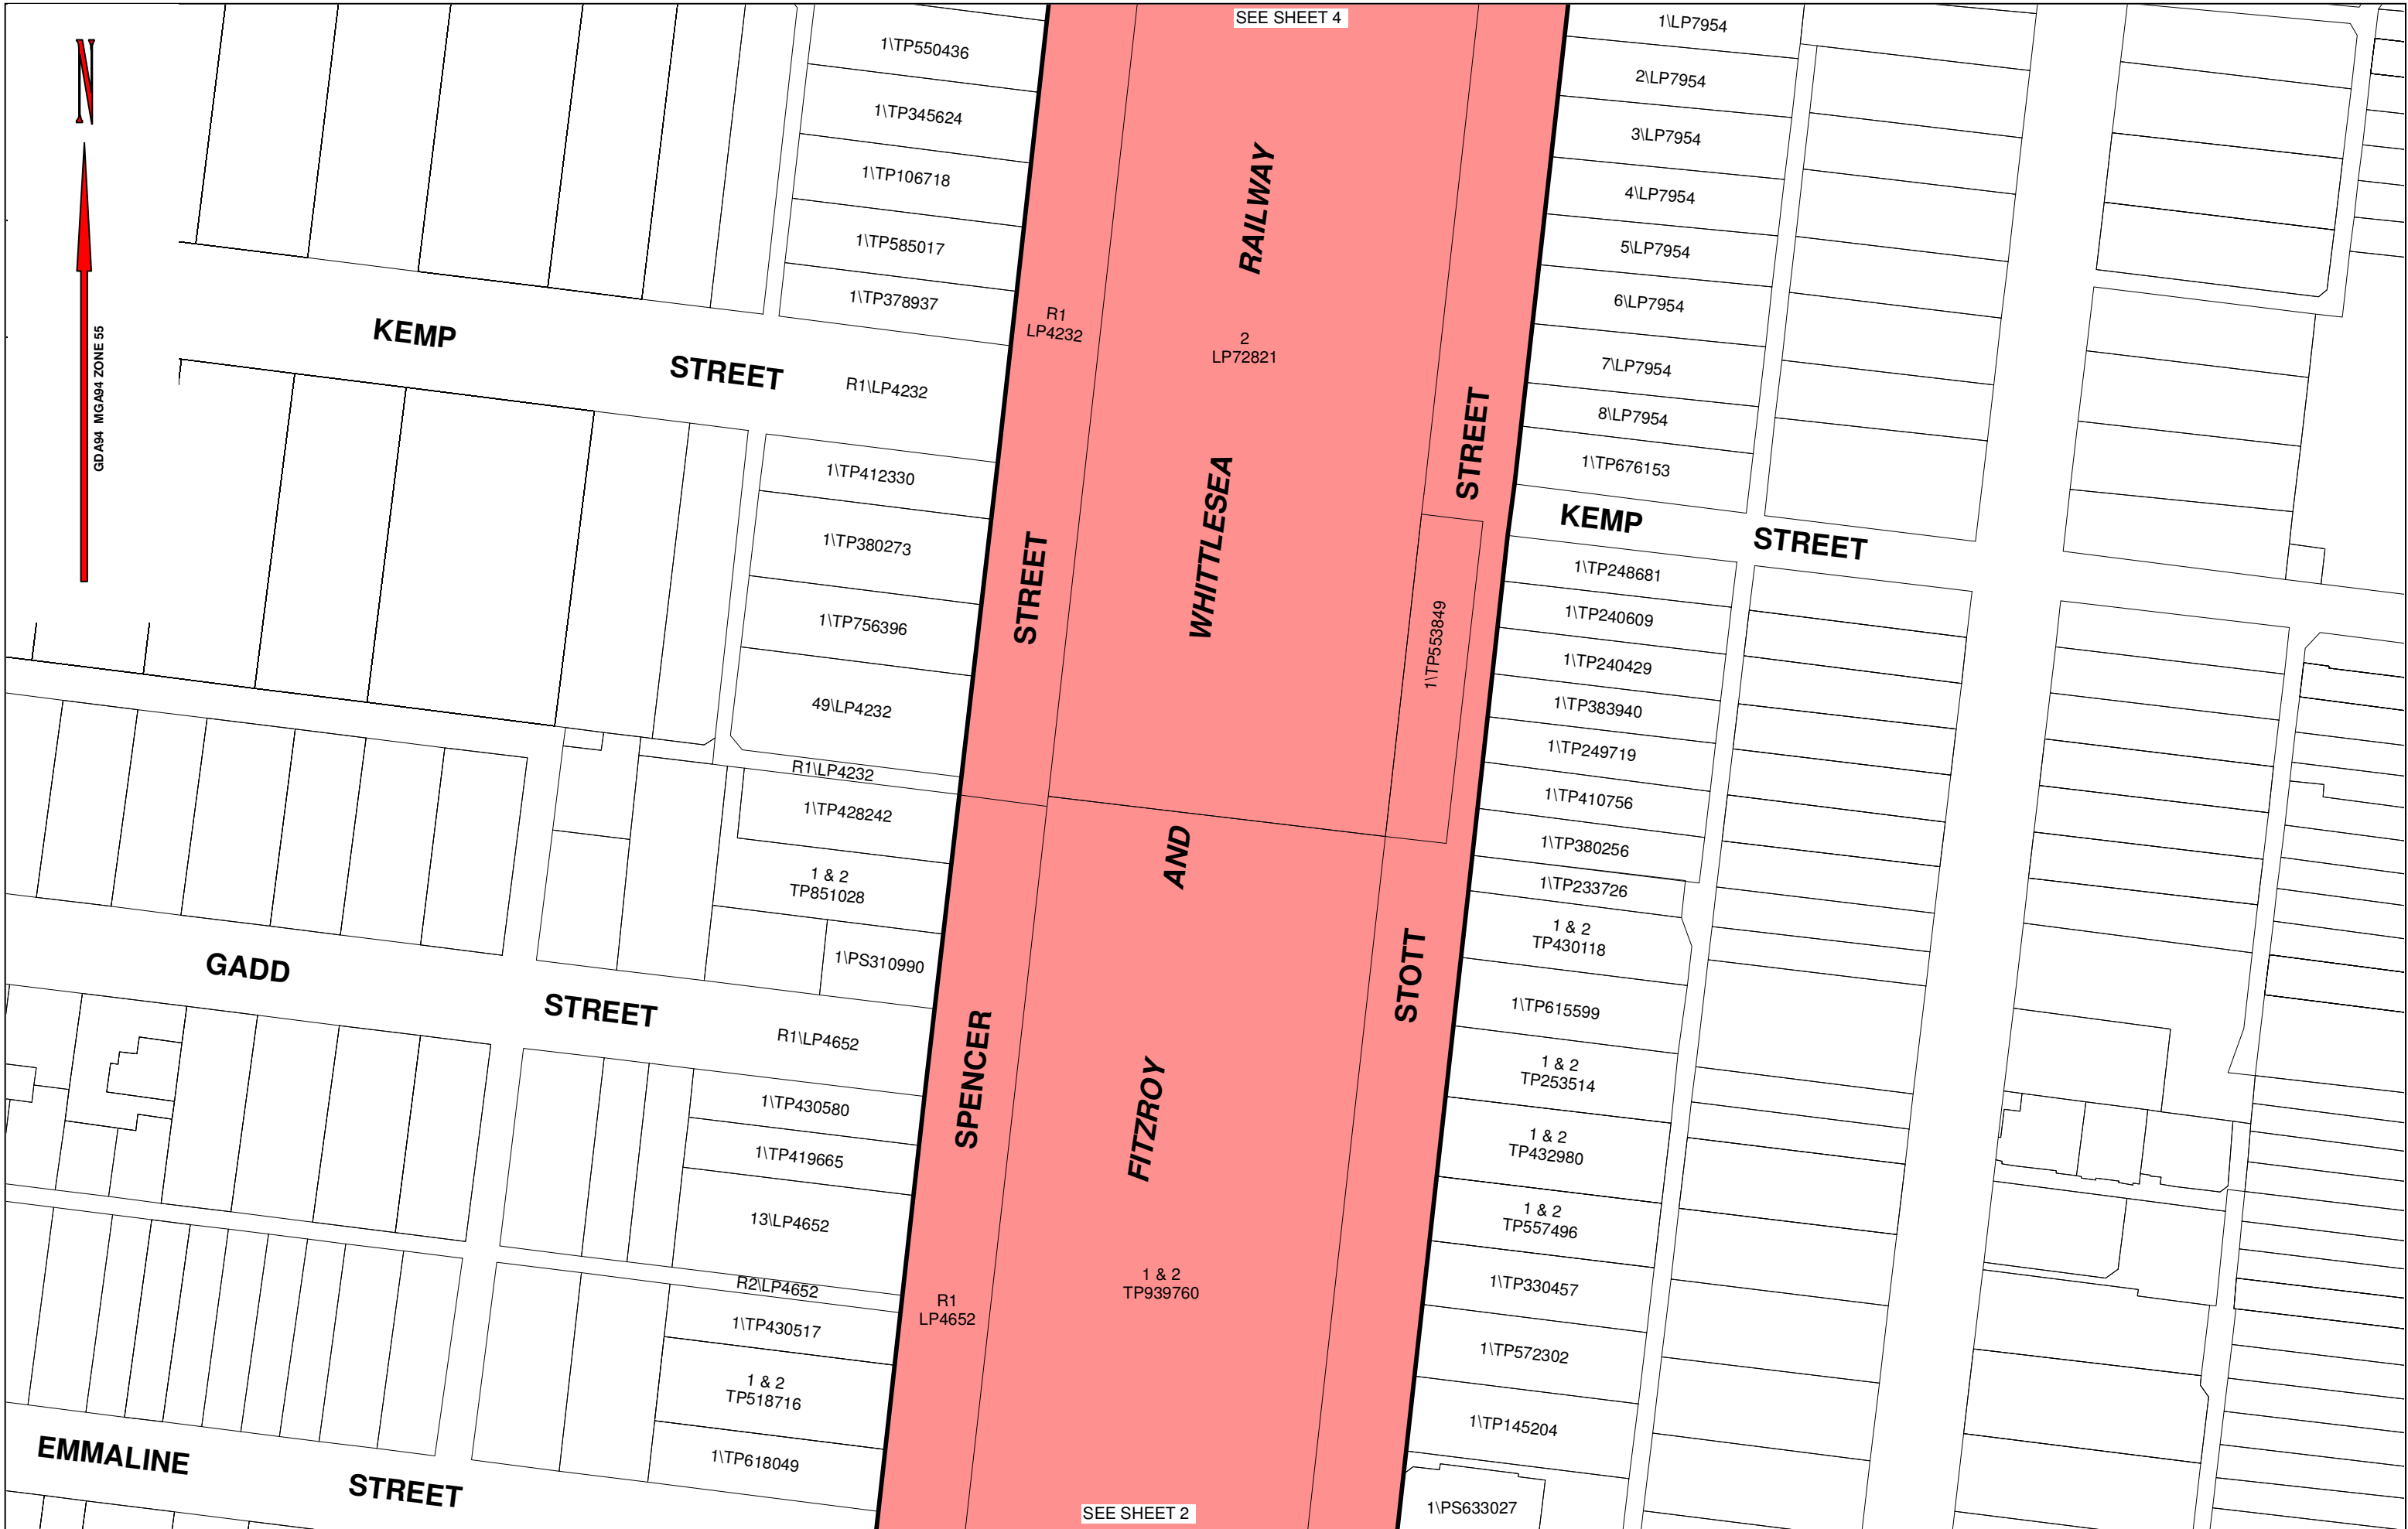 SEE SHEET 4
N
GDA94 MGA94 ZONE 55
1\TP550436
1\TP345624
1\TP106718
1\TP585017
1\TP378937
KEMP STREET
R1\LP4232
1\TP412330
1\TP380273
1\TP756396
49\LP4232
R1\LP4232
1\TP428242
1 & 2
TP851028
1\PS310990
GADD STREET
R1\LP4652
1\TP430580
1\TP419665
13\LP4652
R2\LP4652
1\TP430517
1 & 2
TP518716
1\TP618049
EMMALINE STREET
R1
LP4232
SPENCER STREET
R1
LP4652
2
LP72821
FITZROY AND WHITTLESEA RAILWAY
1 & 2
TP939760
1\TP553849
STOTT STREET
1\LP7954
2\LP7954
3\LP7954
4\LP7954
5\LP7954
6\LP7954
7\LP7954
8\LP7954
1\TP676153
KEMP STREET
1\TP248681
1\TP240609
1\TP240429
1\TP383940
1\TP249719
1\TP410756
1\TP380256
1\TP233726
1 & 2
TP430118
1\TP615599
1 & 2
TP253514
1 & 2
TP432980
1 & 2
TP557496
1\TP330457
1\TP572302
1\TP145204
1\PS633027
SEE SHEET 2